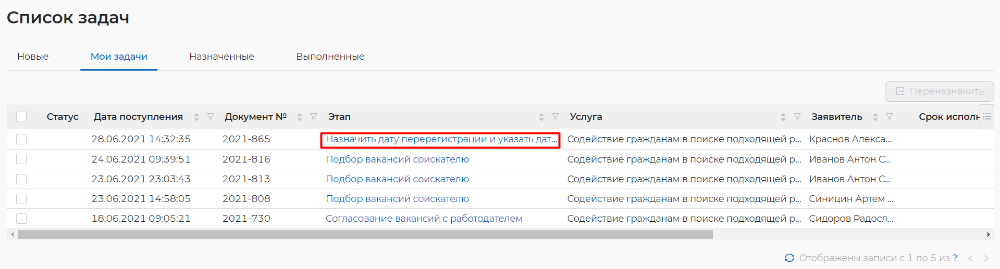 Список задач
Новые Мои задачи Назначенные Выполненные
Переназначить
Статус Дата поступления Документ № Этап Услуга Заявитель Срок исполн
28.06.2021 14:32:35 2021-865 Назначить дату перерегистрации и указать дат... Содействие гражданам в поиске подходящей р... Краснов Алекса...
24.06.2021 09:39:51 2021-816 Подбор вакансий соискателю Содействие гражданам в поиске подходящей р... Иванов Антон С...
23.06.2021 23:03:43 2021-813 Подбор вакансий соискателю Содействие гражданам в поиске подходящей р... Иванов Антон С...
23.06.2021 14:58:05 2021-808 Подбор вакансий соискателю Содействие гражданам в поиске подходящей р... Синицин Артем ...
18.06.2021 09:05:21 2021-730 Согласование вакансий с работодателем Содействие гражданам в поиске подходящей р... Сидоров Радосл...
Отображены записи с 1 по 5 из ?